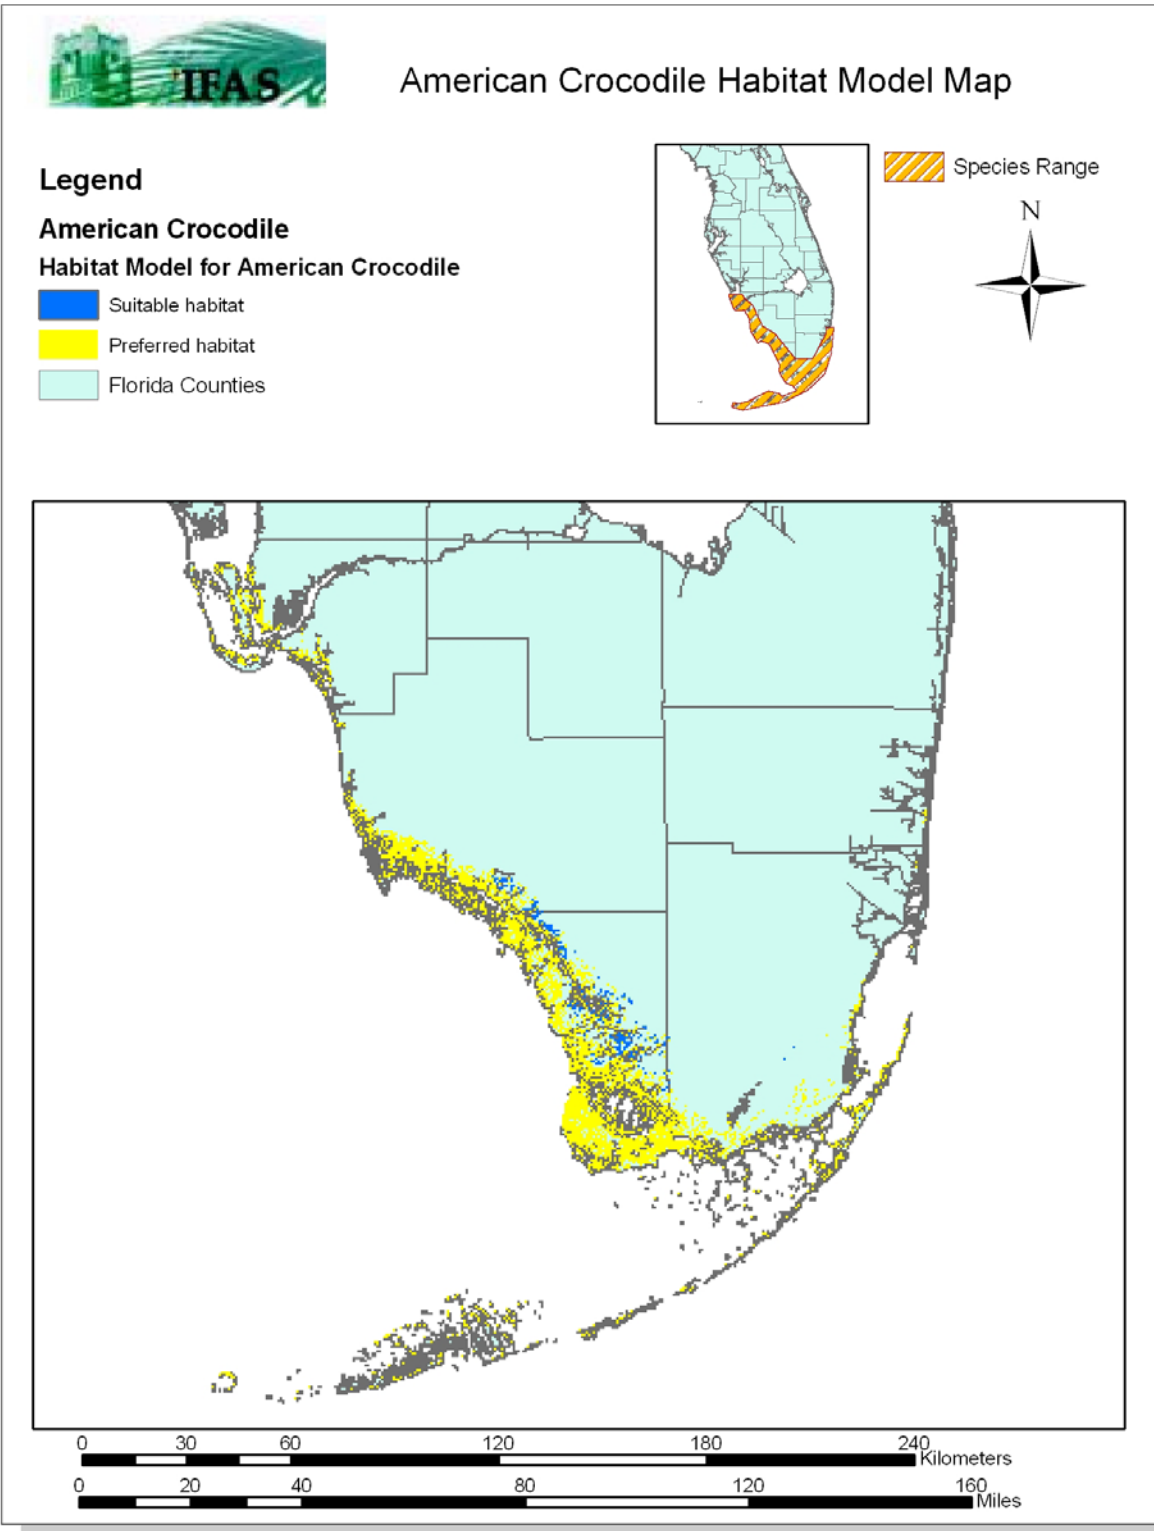 IFAS
American Crocodile Habitat Model Map
Legend
American Crocodile
Habitat Model for American Crocodile
Suitable habitat
Preferred habitat
Florida Counties
Species Range
N
0 30 60 120 180 240
Kilometers
0 20 40 80 120 160
Miles